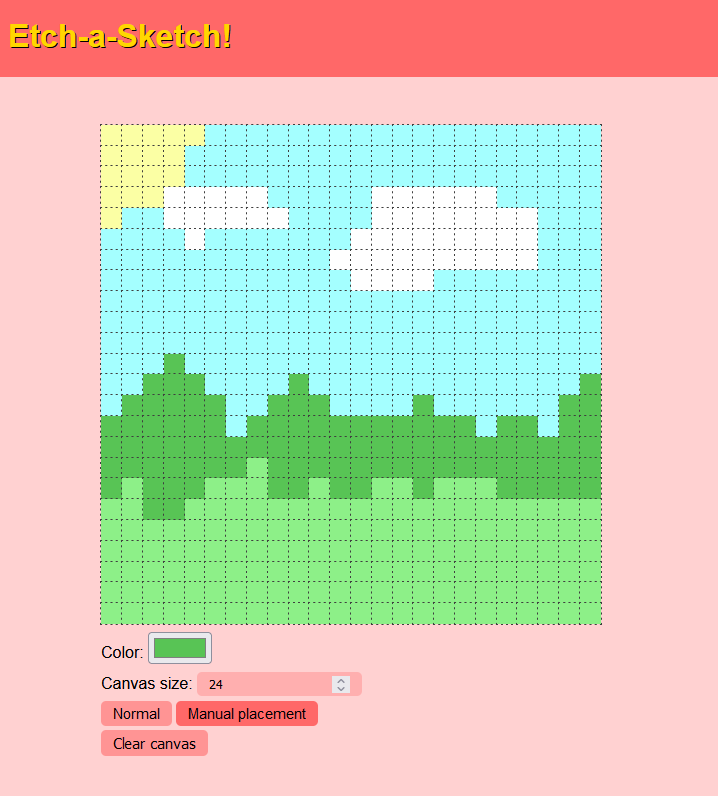 Etch-a-Sketch!
Color:
Canvas size: 24
Normal Manual placement
Clear canvas